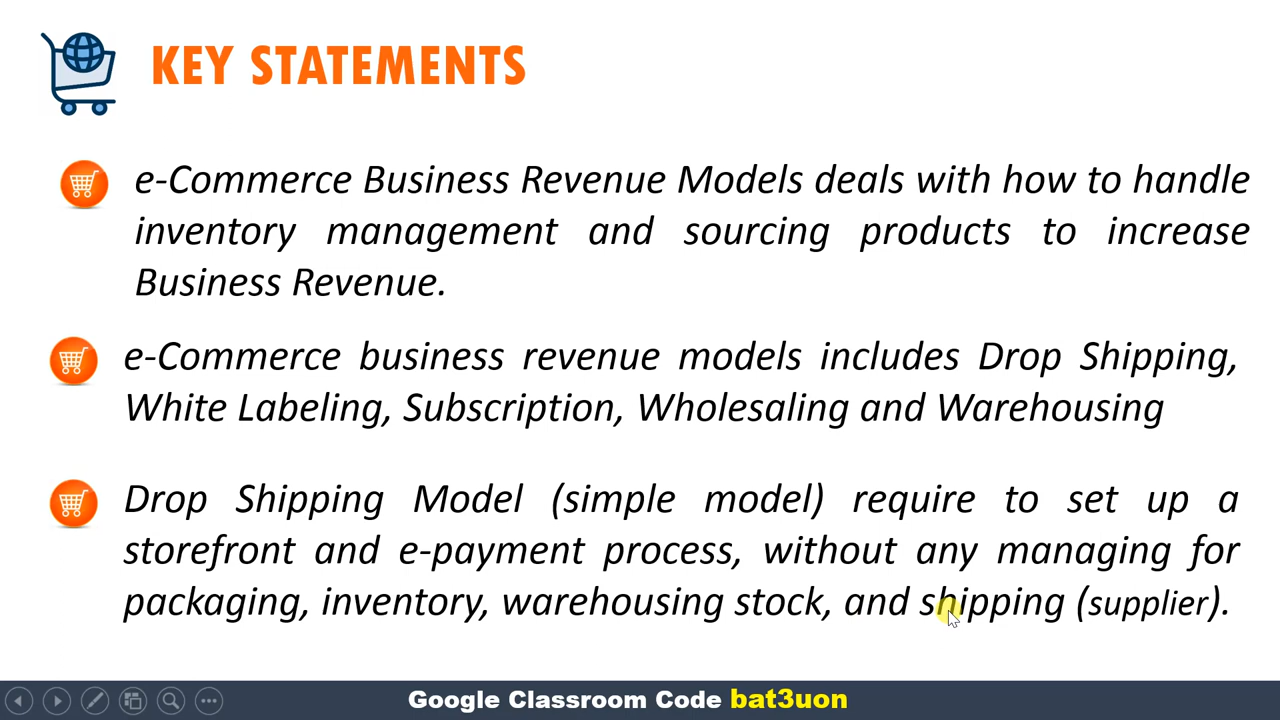 KEY STATEMENTS
e-Commerce Business Revenue Models deals with how to handle
inventory management and sourcing products to increase
Business Revenue.
e-Commerce business revenue models includes Drop Shipping,
White Labeling, Subscription, Wholesaling and Warehousing
Drop Shipping Model (simple model) require to set up a
storefront and e-payment process, without any managing for
packaging, inventory, warehousing stock, and shipping (supplier).
Google Classroom Code bat3uon